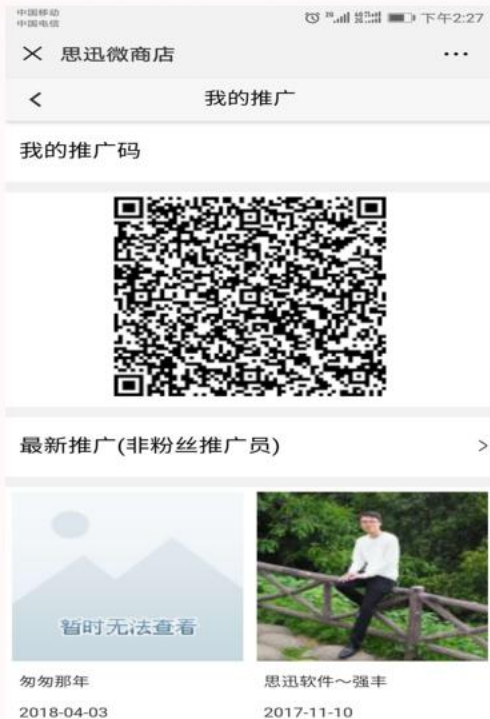 中国移动
中国电信
下午2:27
思迅微商店
我的推广
我的推广码
最新推广(非粉丝推广员)
暂时无法查看
匆匆那年
思迅软件～强丰
2018-04-03
2017-11-10